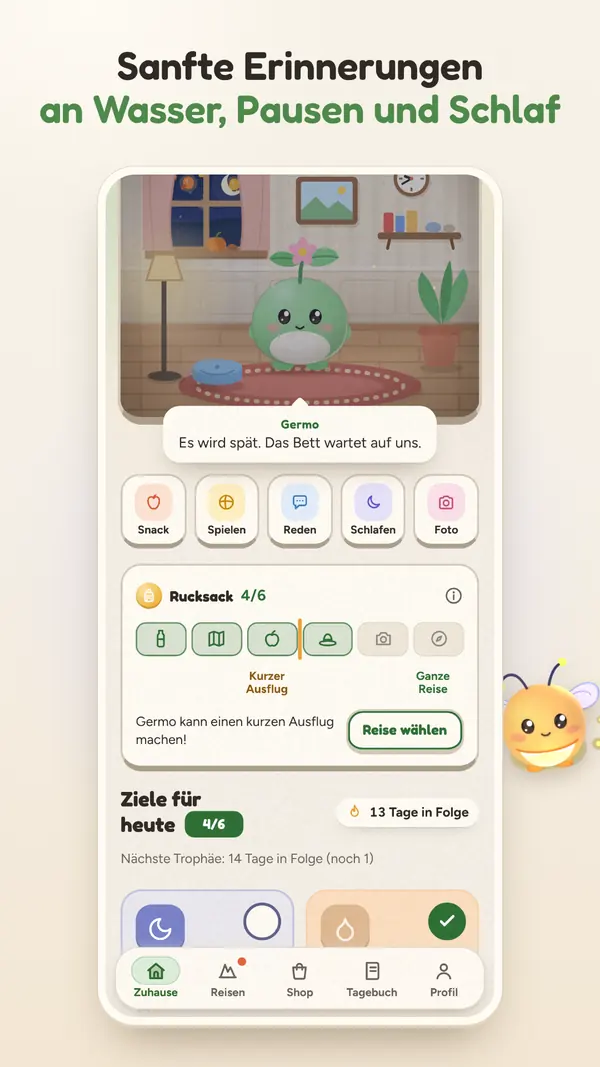 Sanfte Erinnerungen
an Wasser, Pausen und Schlaf
Germo
Es wird spät. Das Bett wartet auf uns.
Snack
Spielen
Reden
Schlafen
Foto
Rucksack 4/6
Kurzer
Ausflug
Ganze
Reise
Germo kann einen kurzen Ausflug
machen!
Reise wählen
Ziele für
heute 4/6
13 Tage in Folge
Nächste Trophäe: 14 Tage in Folge (noch 1)
Zuhause
Reisen
Shop
Tagebuch
Profil